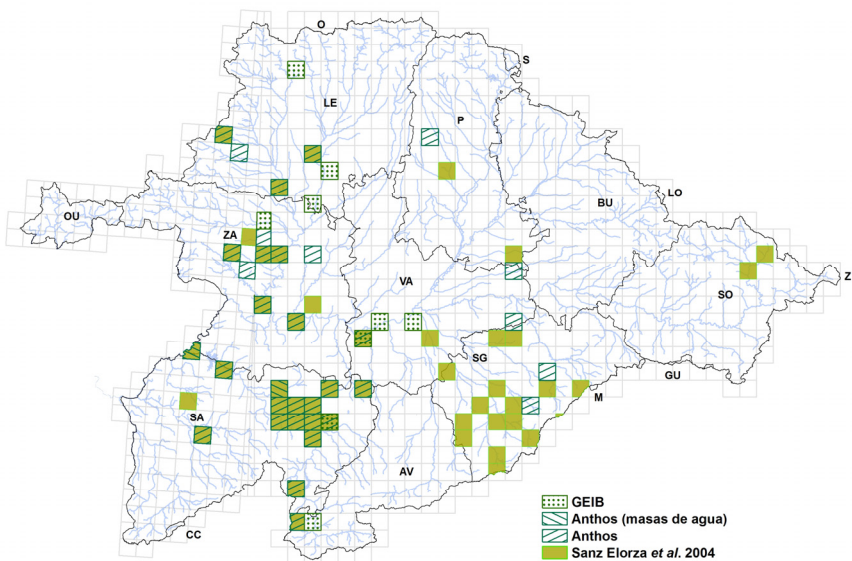 O
S
LE
P
BU
LO
OU
ZA
VA
SO
Z
SG
GU
M
SA
AV
CC
GEIB
Anthos (masas de agua)
Anthos
Sanz Elorza et al. 2004